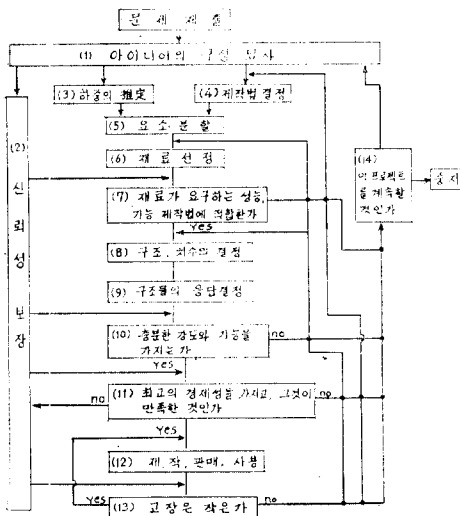 문 제 제 출
(1) 아이디어의
(3) 하중의 推定
(4) 제작법결정
(5) 요 소 분 할
(6) 재 료 선 정
(2) 신 뢰 성 보 장
(7) 재료가 요구하는 성능,
가능 제작법에 적합한가
yes
(14)
이 프로젝트
를 계속할
것인가
중 지
(8) 구조, 치수의 결정
(9) 구조물의 응답결정
(10) 충분한 강도와 기능을
가지는가
no
yes
(11) 최고의 경제성을 가지고, 그것이
만족한 것인가
no
no
yes
(12) 제 작, 판매, 사용
(13) 고장은 작은가
yes
no